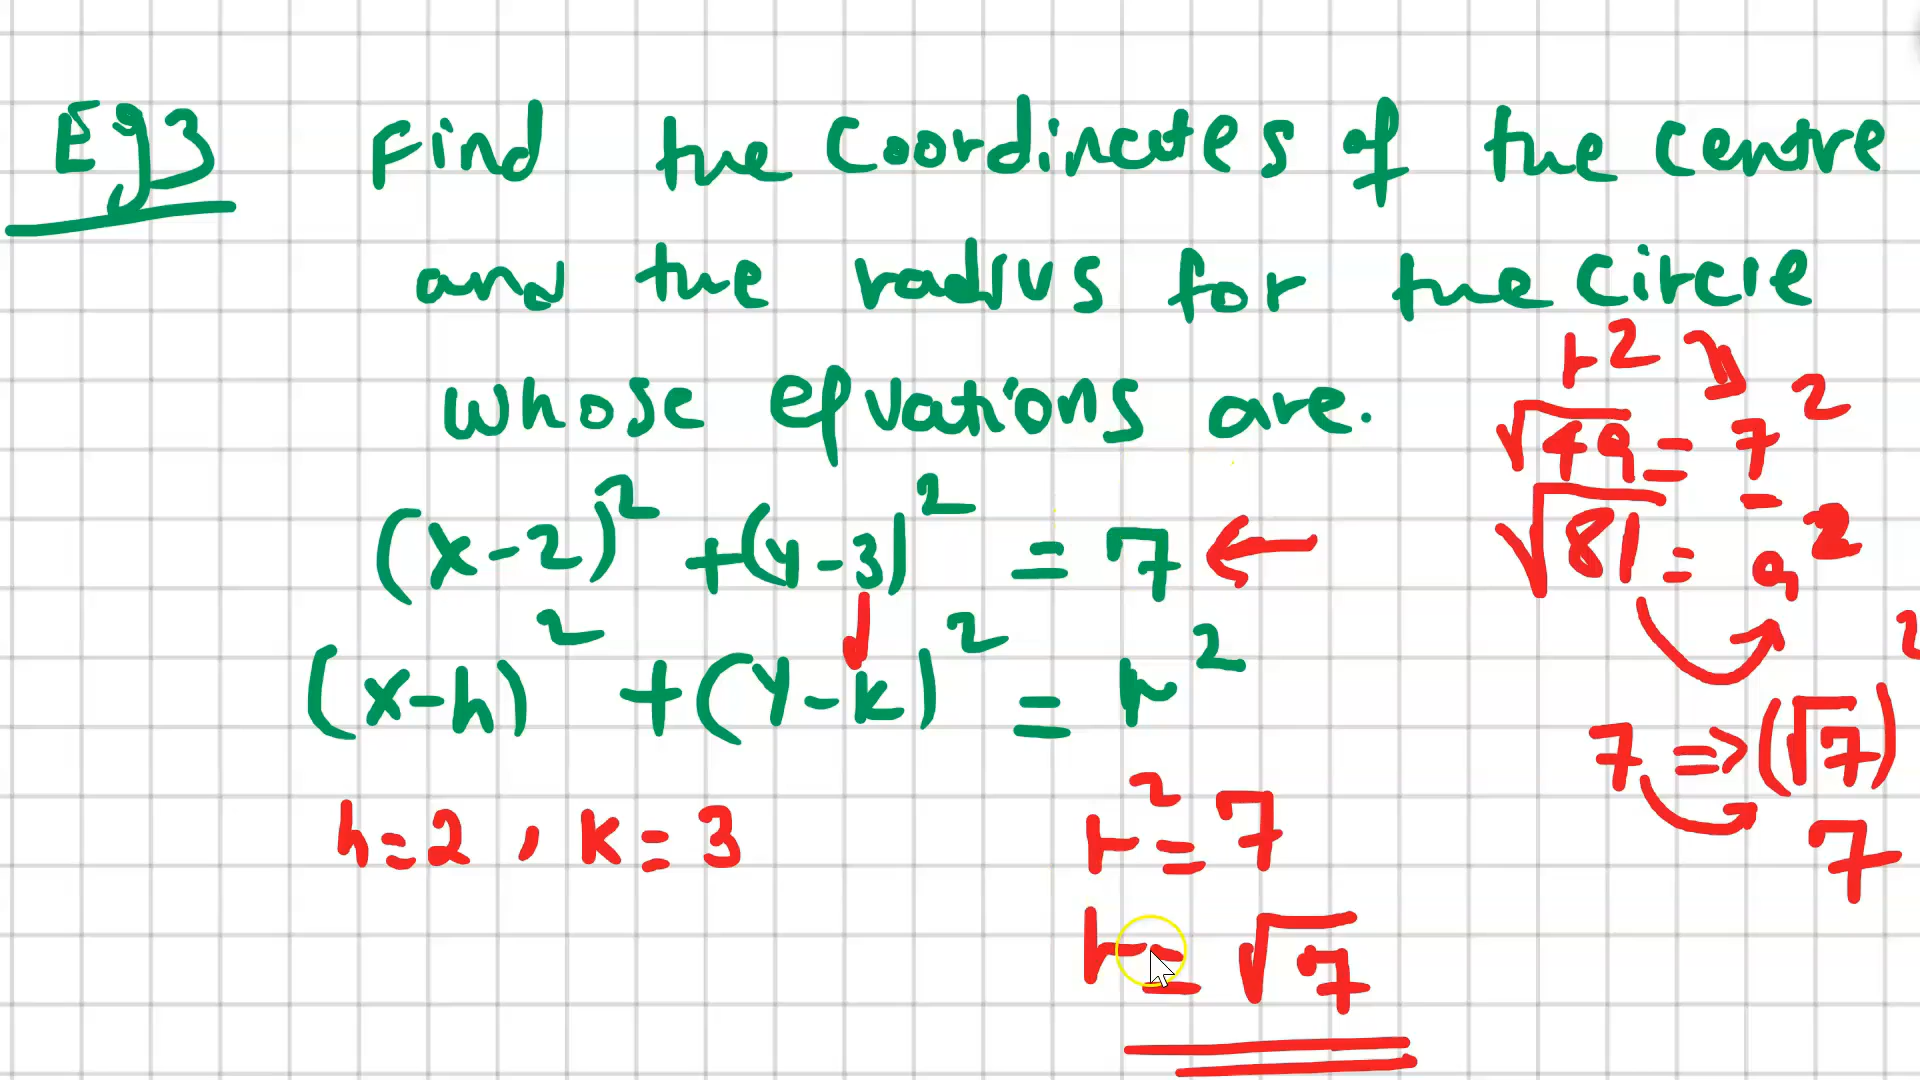 Eg3 Find the coordinates of the centre
and the radius for the circle
whose equations are.
(x-2)² + (y-3)² = 7 ←
(x-h)² + (y-k)² = r²
h=2, k=3
r² = 7
r = √7
r² ⇒
√49 = 7²
√81 = 9²
7 => (√7)²
7